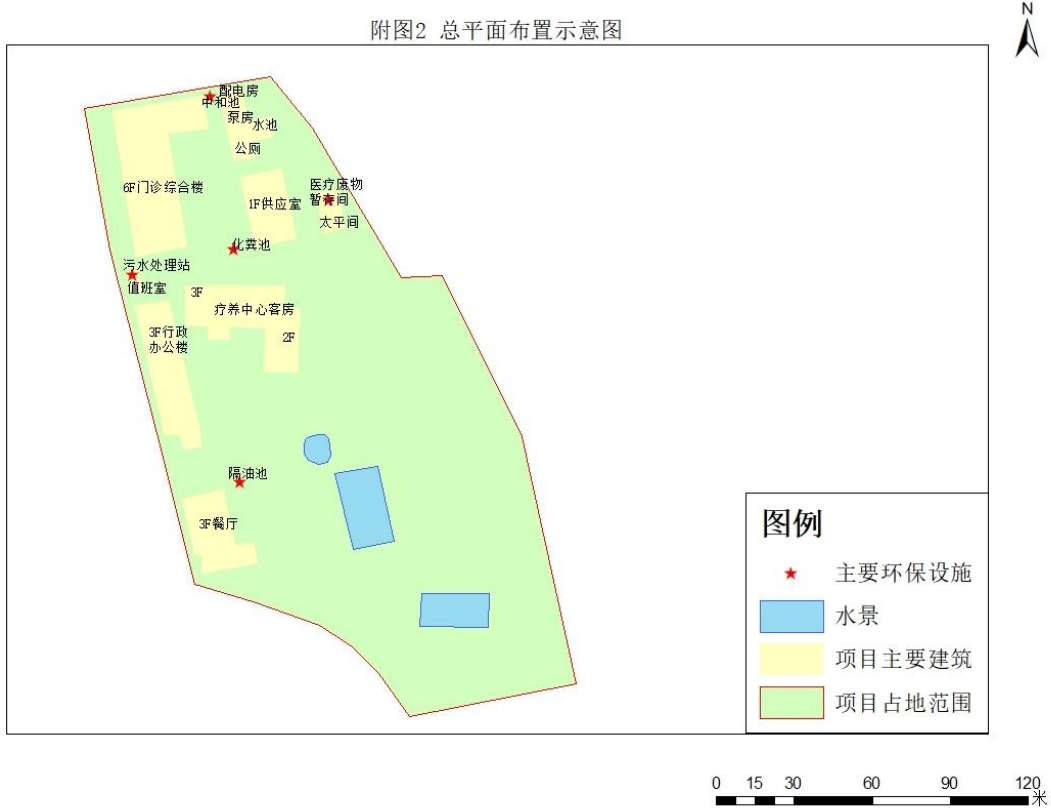 N
附图2 总平面布置示意图
配电房
中和池
泵房
水池
公厕
6F门诊综合楼
1F供应室
医疗废物
暂存间
太平间
化粪池
污水处理站
值班室
3F
疗养中心客房
3F行政
办公楼
2F
隔油池
3F餐厅
图例
主要环保设施
水景
项目主要建筑
项目占地范围
0 15 30 60 90 120
米